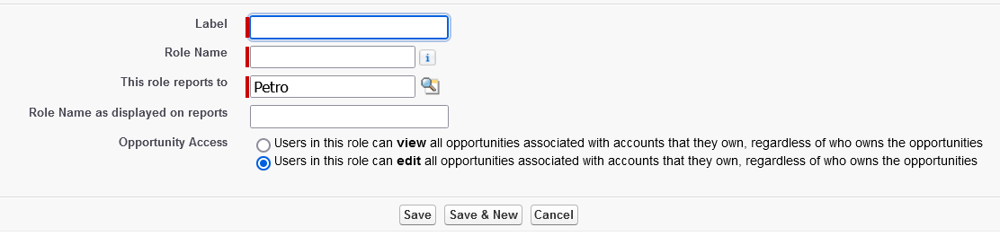 Label
Role Name
This role reports to Petro
Role Name as displayed on reports
Opportunity Access Users in this role can view all opportunities associated with accounts that they own, regardless of who owns the opportunities
Users in this role can edit all opportunities associated with accounts that they own, regardless of who owns the opportunities
Save Save & New Cancel